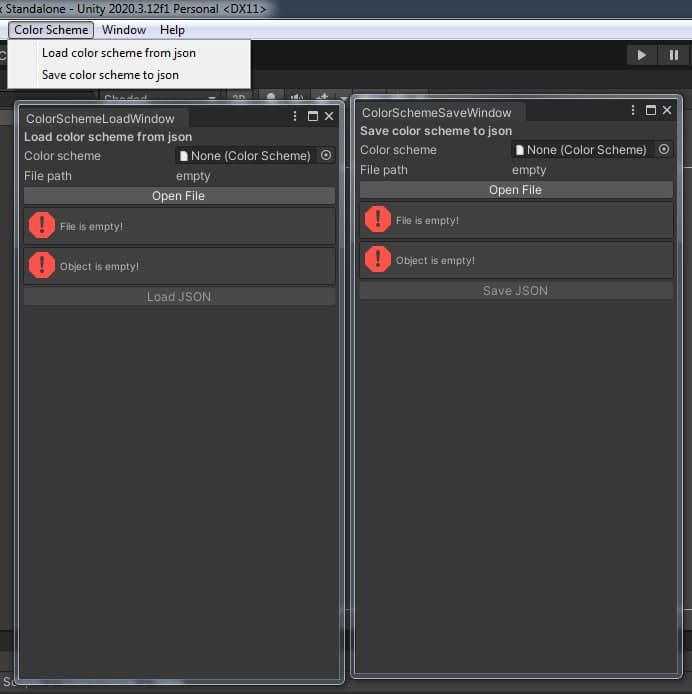 x Standalone - Unity 2020.3.12f1 Personal <DX11>
Color Scheme Window Help
Load color scheme from json
Save color scheme to json
Shaded 2D
ColorSchemeLoadWindow
Load color scheme from json
Color scheme None (Color Scheme)
File path empty
Open File
File is empty!
Object is empty!
Load JSON
ColorSchemeSaveWindow
Save color scheme to json
Color scheme None (Color Scheme)
File path empty
Open File
File is empty!
Object is empty!
Save JSON